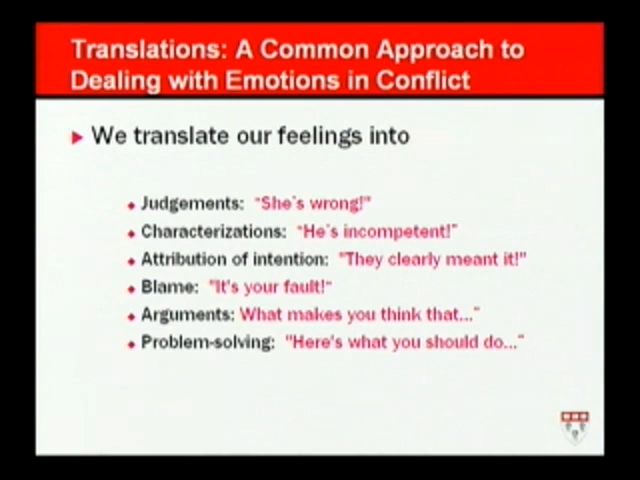 Translations: A Common Approach to
Dealing with Emotions in Conflict
We translate our feelings into
Judgements: "She's wrong!"
Characterizations: "He's incompetent!"
Attribution of intention: "They clearly meant it!"
Blame: "It's your fault!"
Arguments: What makes you think that..."
Problem-solving: "Here's what you should do..."